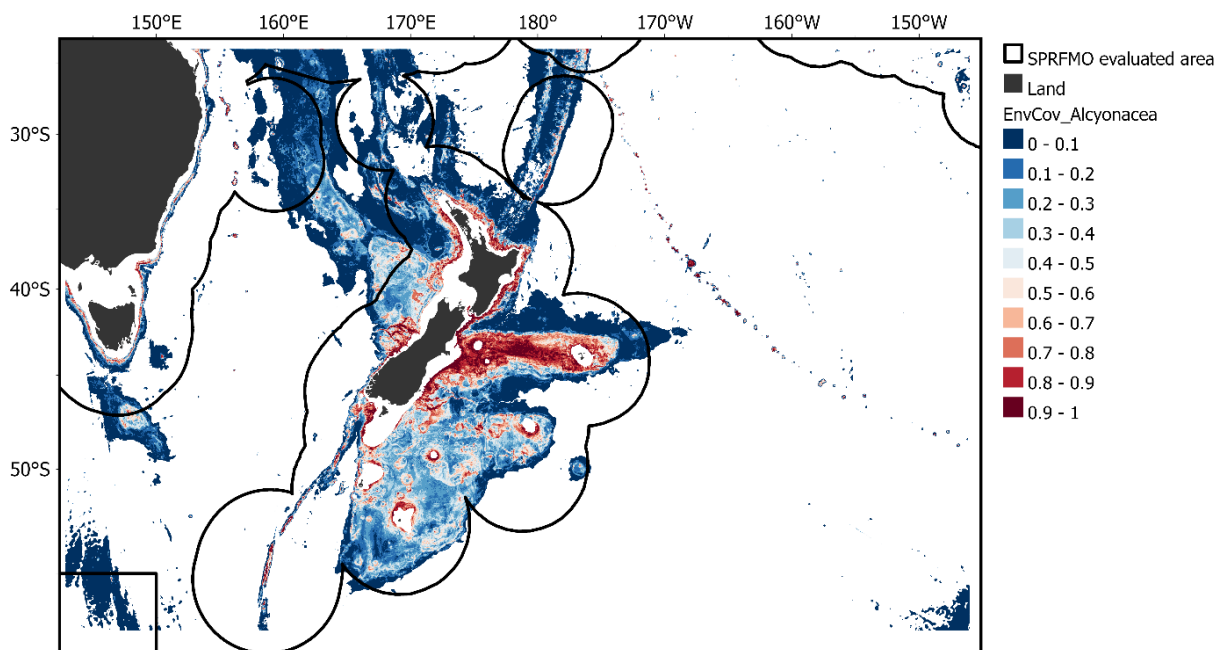 150°E 160°E 170°E 180° 170°W 160°W 150°W
SPRFMO evaluated area
Land
EnvCov_Alcyonacea
0 - 0.1
0.1 - 0.2
0.2 - 0.3
0.3 - 0.4
0.4 - 0.5
0.5 - 0.6
0.6 - 0.7
0.7 - 0.8
0.8 - 0.9
0.9 - 1
30°S
40°S
50°S